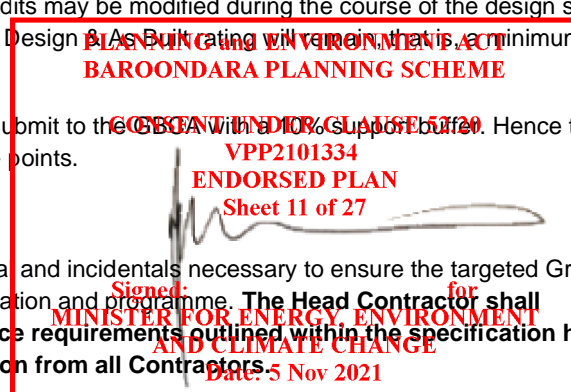 dits may be modified during the course of the design s
Design & As Built rating will remain, that is, a minimum
PLANNING and ENVIRONMENT ACT
BAROONDARA PLANNING SCHEME
ubmit to the GBCA with a 10% support buffer. Hence t
CONSENT UNDER CLAUSE 52.20
points.
VPP2101334
ENDORSED PLAN
Sheet 11 of 27
al and incidentals necessary to ensure the targeted Gr
Signed: for
ation and programme. The Head Contractor shall
MINISTER FOR ENERGY, ENVIRONMENT
ce requirements outlined within the specification h
AND CLIMATE CHANGE
on from all Contractors.
Date: 5 Nov 2021